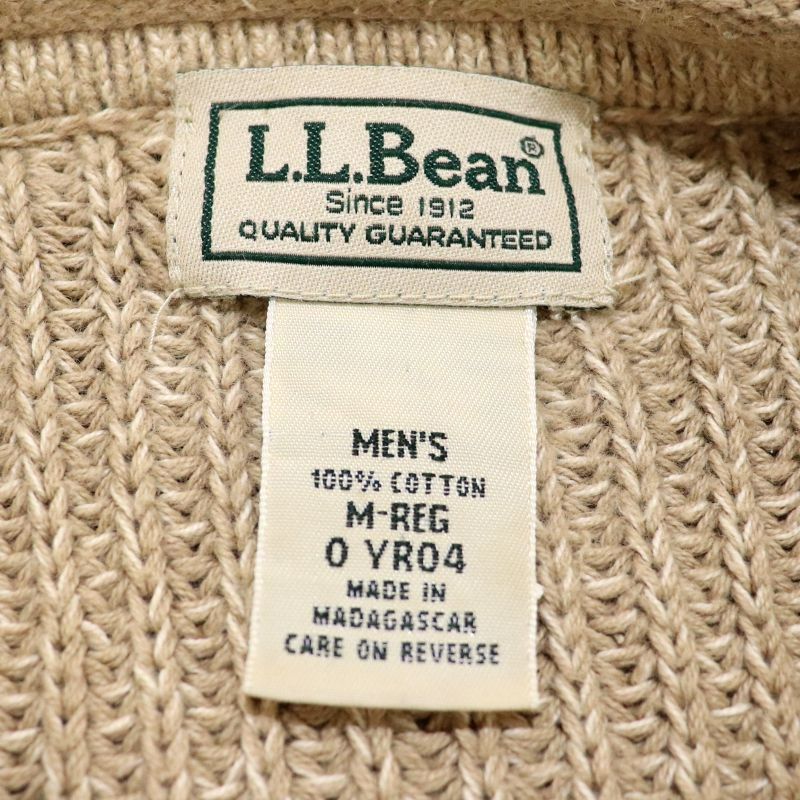 L.L.Bean®
Since 1912
QUALITY GUARANTEED
MEN'S
100% COTTON
M-REG
0 YR04
MADE IN
MADAGASCAR
CARE ON REVERSE